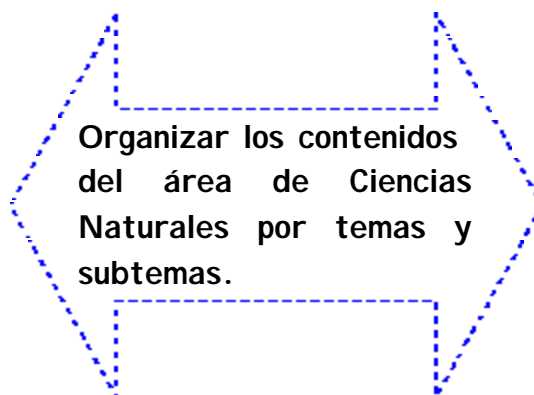 Organizar los contenidos
del área de Ciencias
Naturales por temas y
subtemas.